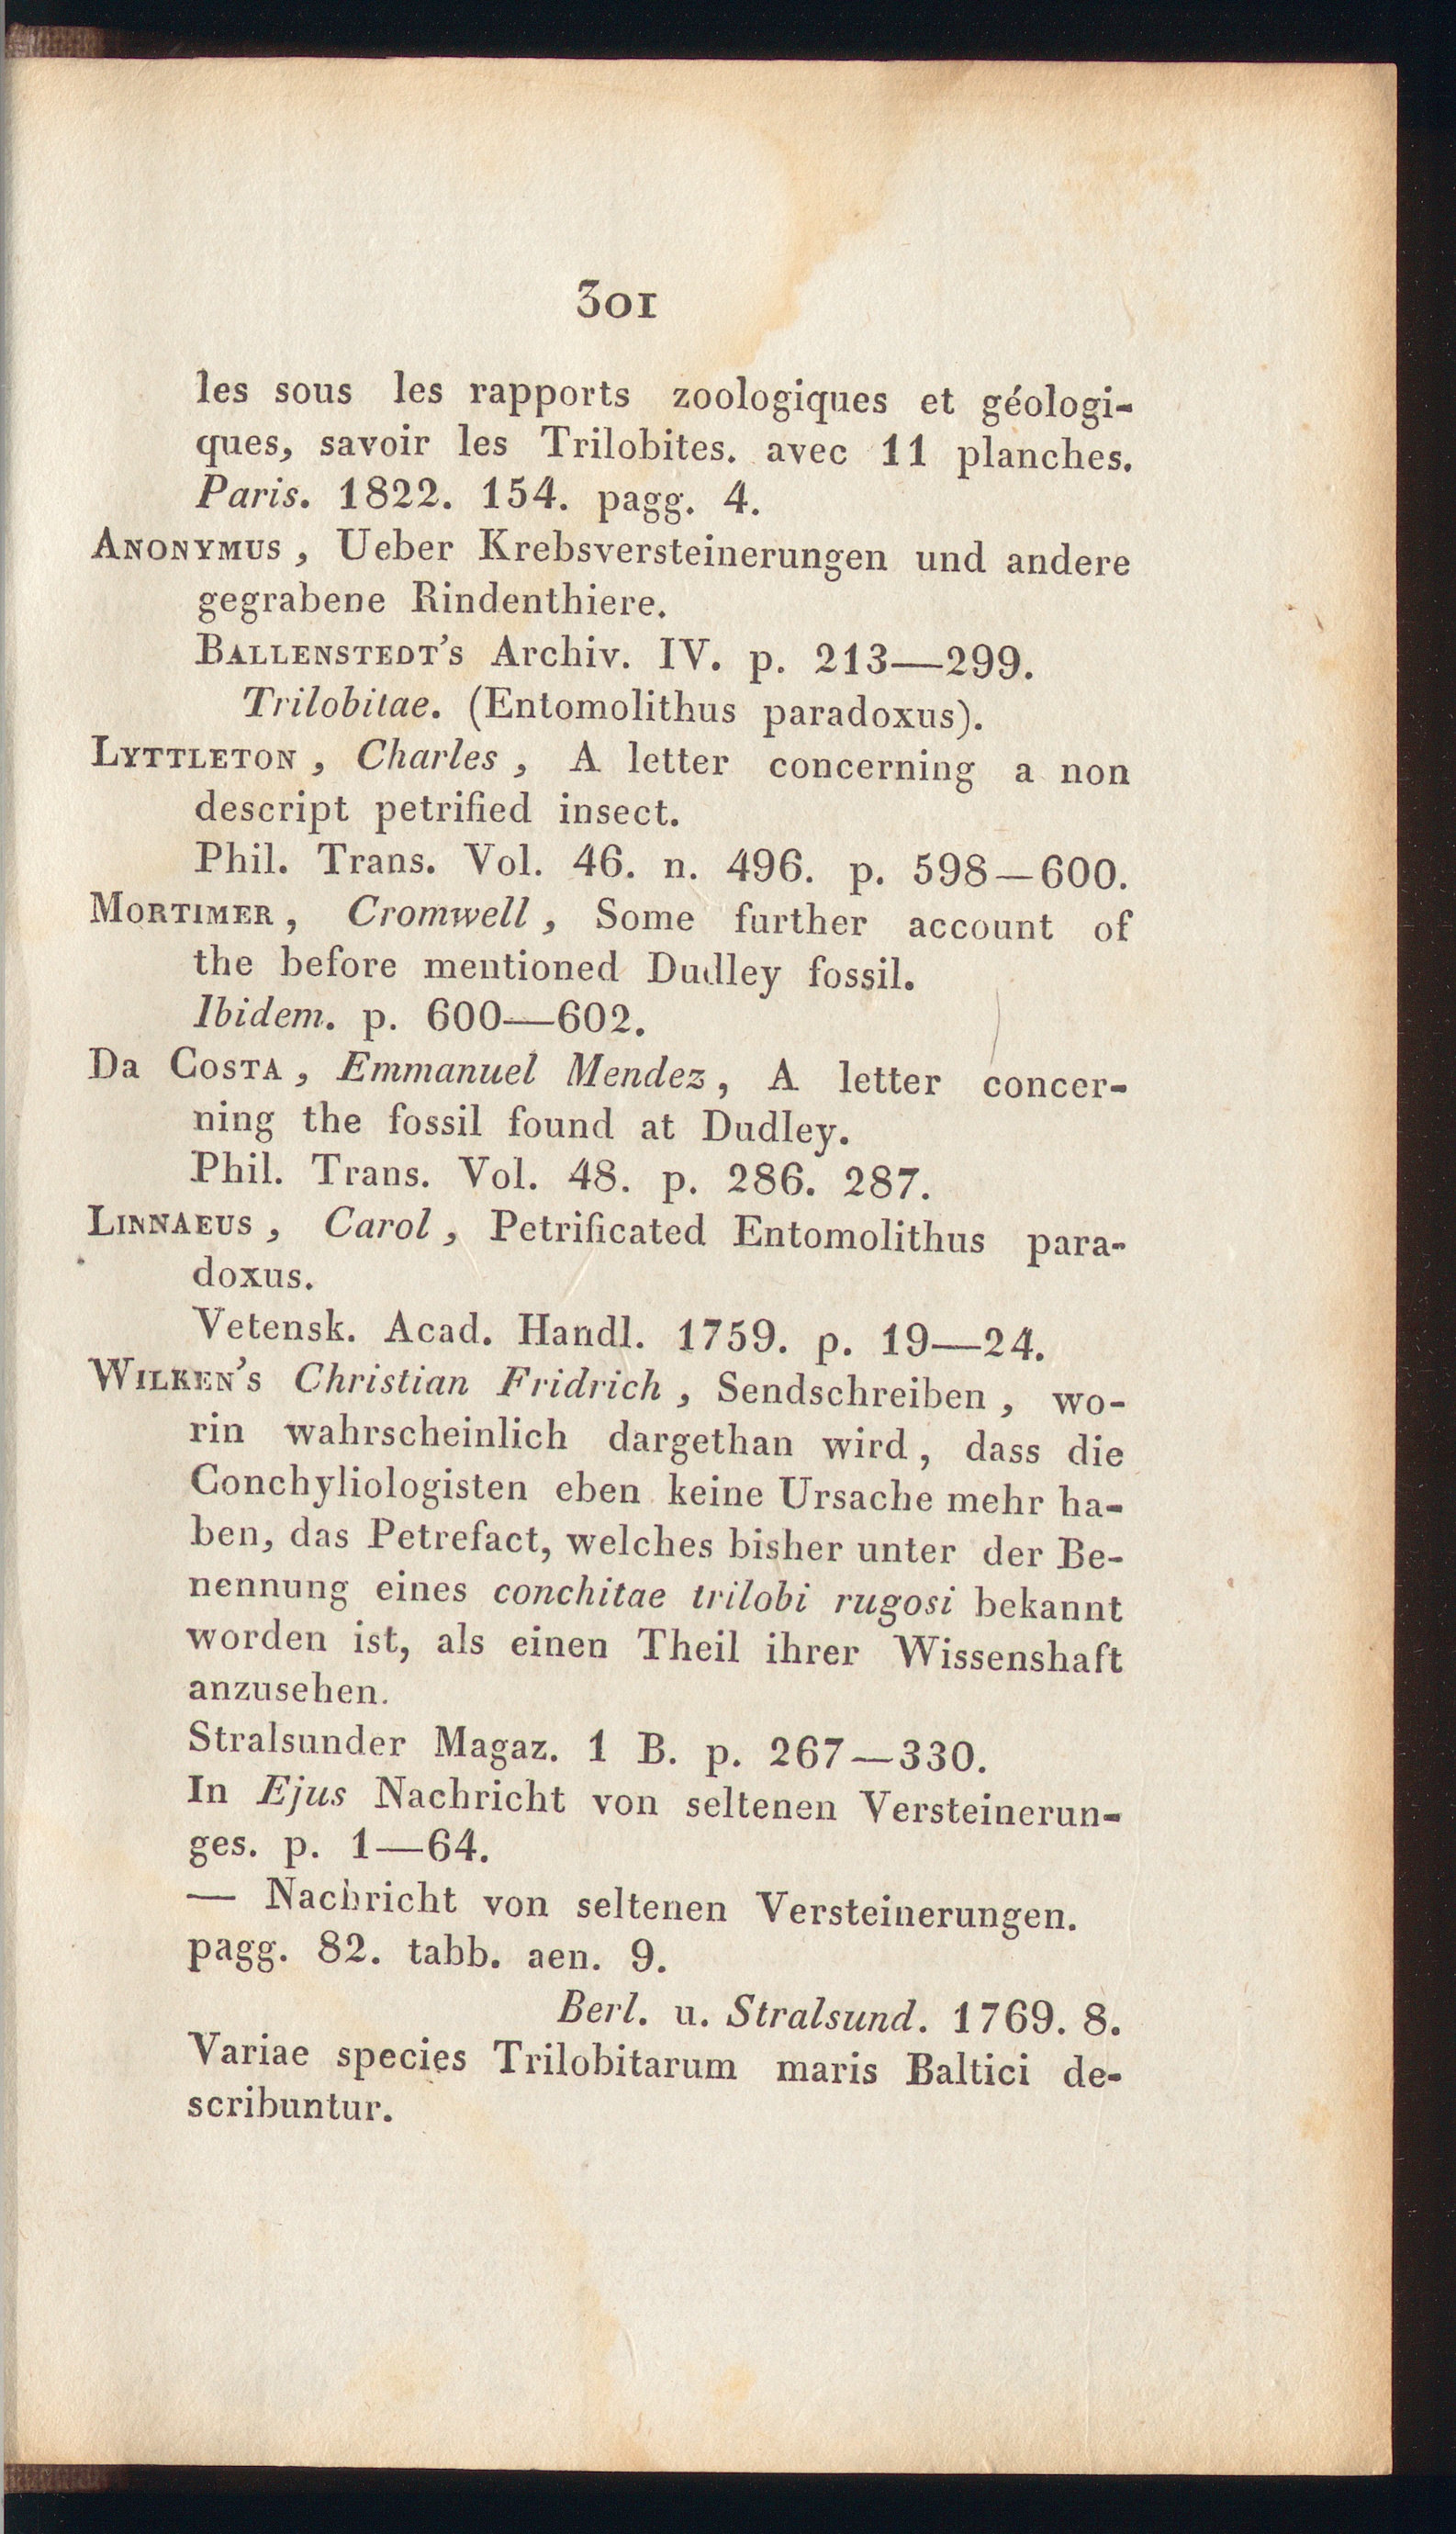 301
les sous les rapports zoologiques et géologi-
ques, savoir les Trilobites. avec 11 planches.
Paris. 1822. 154. pagg. 4.
Anonymus, Ueber Krebsversteinerungen und andere
gegrabene Rindenthiere.
Ballenstedt's Archiv. IV. p. 213—299.
Trilobitae. (Entomolithus paradoxus).
Lyttleton, Charles, A letter concerning a non
descript petrified insect.
Phil. Trans. Vol. 46. n. 496. p. 598—600.
Mortimer, Cromwell, Some further account of
the before mentioned Dudley fossil.
Ibidem. p. 600—602.
Da Costa, Emmanuel Mendez, A letter concer-
ning the fossil found at Dudley.
Phil. Trans. Vol. 48. p. 286. 287.
Linnaeus, Carol, Petrificated Entomolithus para-
doxus.
Vetensk. Acad. Handl. 1759. p. 19—24.
Wilken's Christian Fridrich, Sendschreiben, wo-
rin wahrscheinlich dargethan wird, dass die
Conchyliologisten eben keine Ursache mehr ha-
ben, das Petrefact, welches bisher unter der Be-
nennung eines conchitae trilobi rugosi bekannt
worden ist, als einen Theil ihrer Wissenshaft
anzusehen.
Stralsunder Magaz. 1 B. p. 267—330.
In Ejus Nachricht von seltenen Versteinerun-
ges. p. 1—64.
— Nachricht von seltenen Versteinerungen.
pagg. 82. tabb. aen. 9.
Berl. u. Stralsund. 1769. 8.
Variae species Trilobitarum maris Baltici de-
scribuntur.